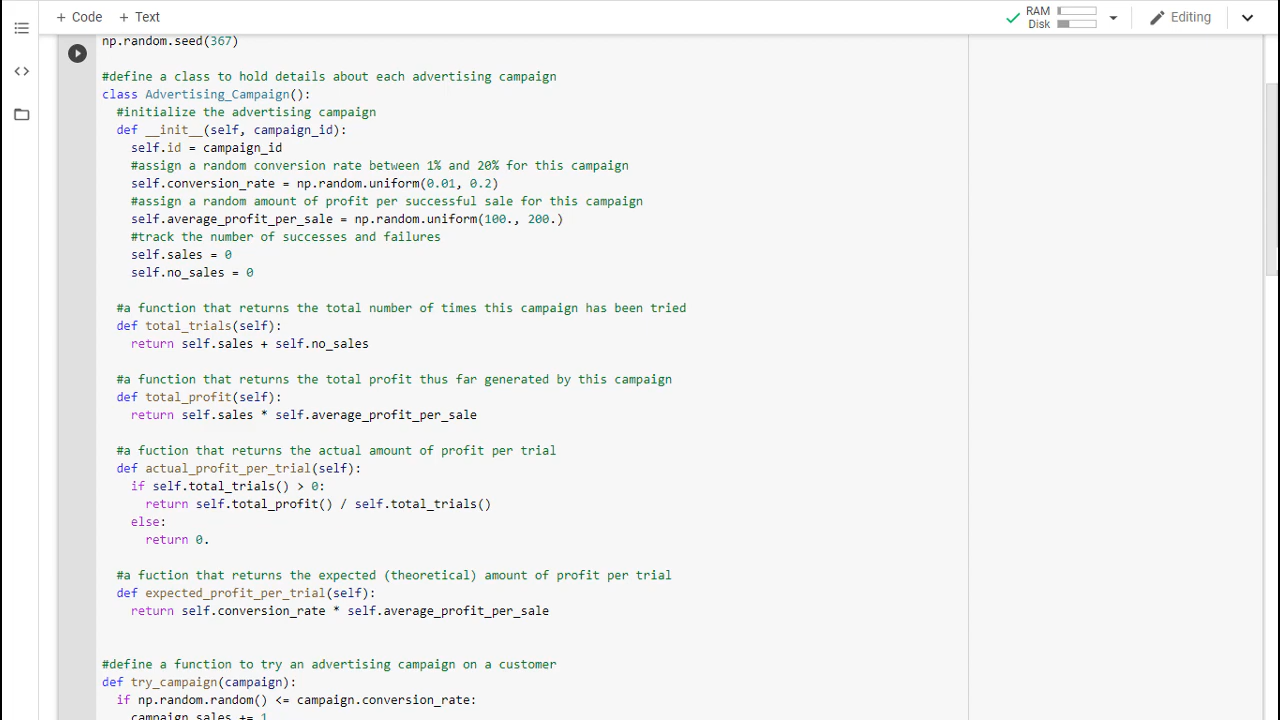 + Code + Text
RAM
Disk
Editing
np.random.seed(367)
#define a class to hold details about each advertising campaign
class Advertising_Campaign():
#initialize the advertising campaign
def __init__(self, campaign_id):
self.id = campaign_id
#assign a random conversion rate between 1% and 20% for this campaign
self.conversion_rate = np.random.uniform(0.01, 0.2)
#assign a random amount of profit per successful sale for this campaign
self.average_profit_per_sale = np.random.uniform(100., 200.)
#track the number of successes and failures
self.sales = 0
self.no_sales = 0
#a function that returns the total number of times this campaign has been tried
def total_trials(self):
return self.sales + self.no_sales
#a function that returns the total profit thus far generated by this campaign
def total_profit(self):
return self.sales * self.average_profit_per_sale
#a fuction that returns the actual amount of profit per trial
def actual_profit_per_trial(self):
if self.total_trials() > 0:
return self.total_profit() / self.total_trials()
else:
return 0.
#a fuction that returns the expected (theoretical) amount of profit per trial
def expected_profit_per_trial(self):
return self.conversion_rate * self.average_profit_per_sale
#define a function to try an advertising campaign on a customer
def try_campaign(campaign):
if np.random.random() <= campaign.conversion_rate:
campaign.sales += 1